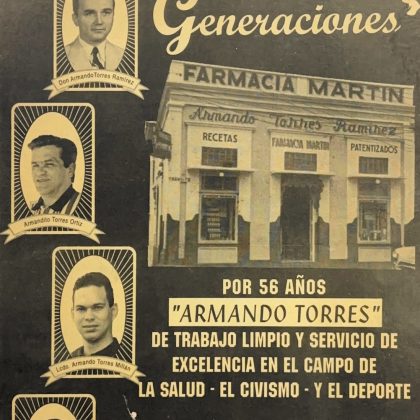 Generaciones
Don Armando Torres Ramírez
FARMACIA MARTIN
Armando Torres Ramirez
RECETAS
FARMACIA MARTIN
PATENTIZADOS
Armandito Torres Ortiz
POR 56 AÑOS
"ARMANDO TORRES"
DE TRABAJO LIMPIO Y SERVICIO DE
EXCELENCIA EN EL CAMPO DE
LA SALUD - EL CIVISMO - Y EL DEPORTE
Lcdo. Armando Torres Millán